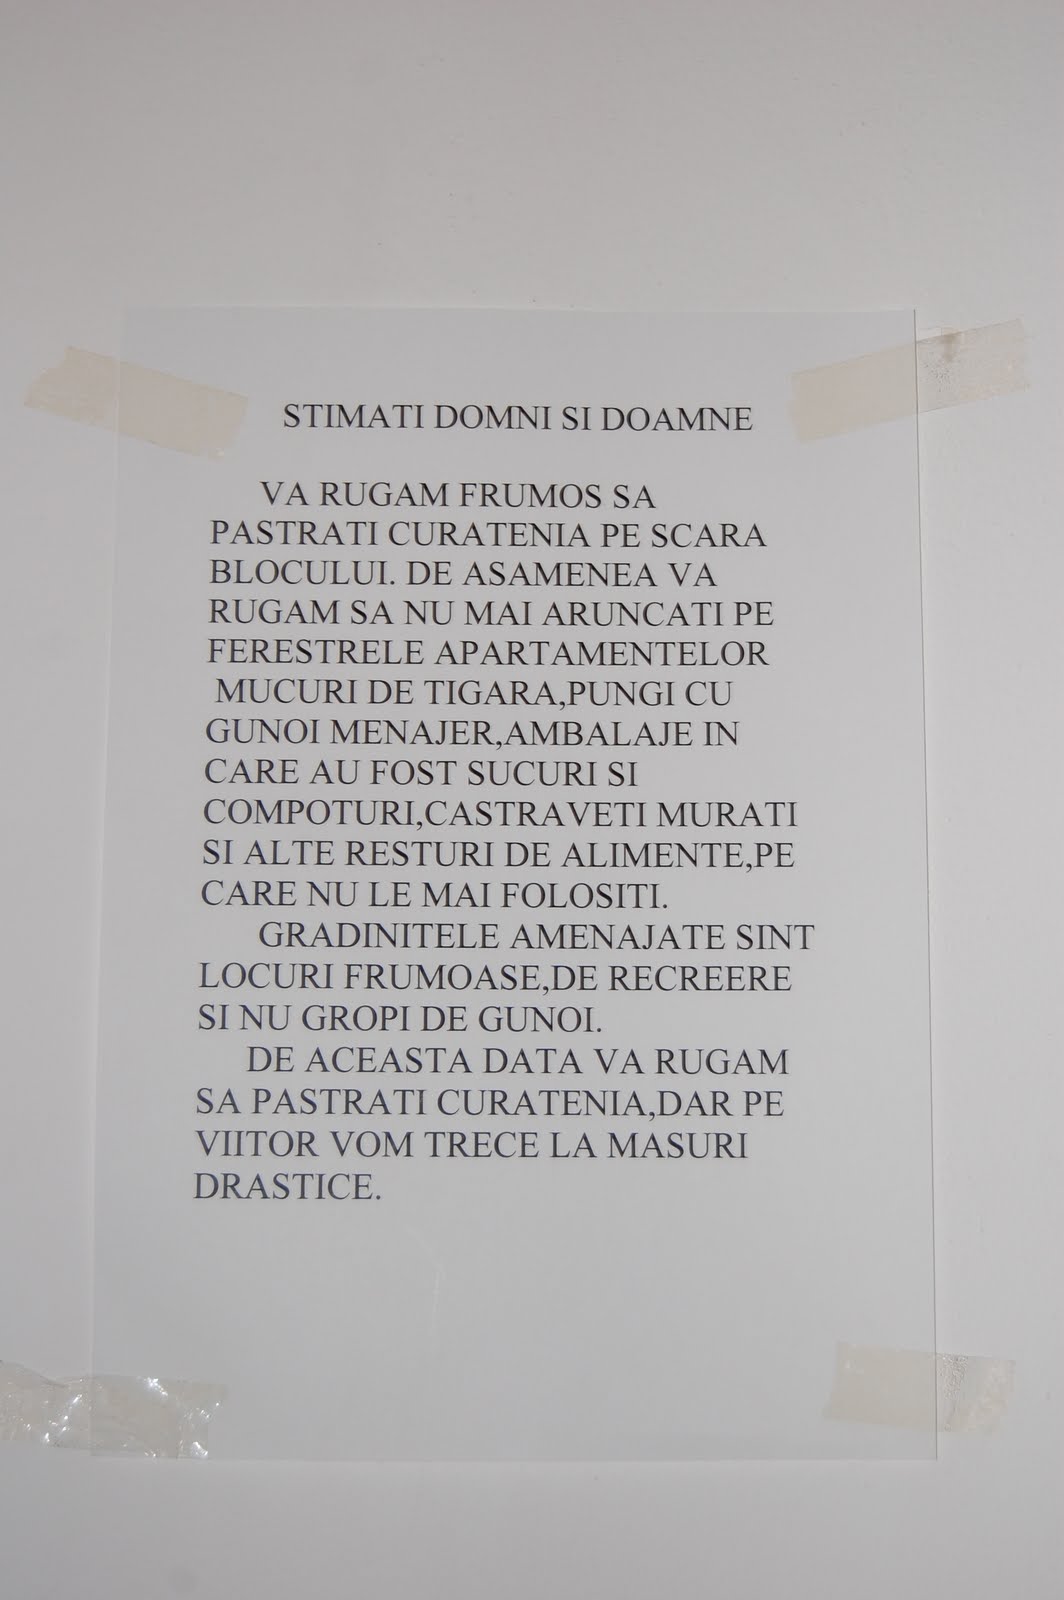 STIMATI DOMNI SI DOAMNE
VA RUGAM FRUMOS SA
PASTRATI CURATENIA PE SCARA
BLOCULUI. DE ASAMENEA VA
RUGAM SA NU MAI ARUNCATI PE
FERESTRELE APARTAMENTELOR
MUCURI DE TIGARA,PUNGI CU
GUNOI MENAJER,AMBALAJE IN
CARE AU FOST SUCURI SI
COMPOTURI,CASTRAVETI MURATI
SI ALTE RESTURI DE ALIMENTE,PE
CARE NU LE MAI FOLOSITI.
GRADINITELE AMENAJATE SINT
LOCURI FRUMOASE,DE RECREERE
SI NU GROPI DE GUNOI.
DE ACEASTA DATA VA RUGAM
SA PASTRATI CURATENIA,DAR PE
VIITOR VOM TRECE LA MASURI
DRASTICE.